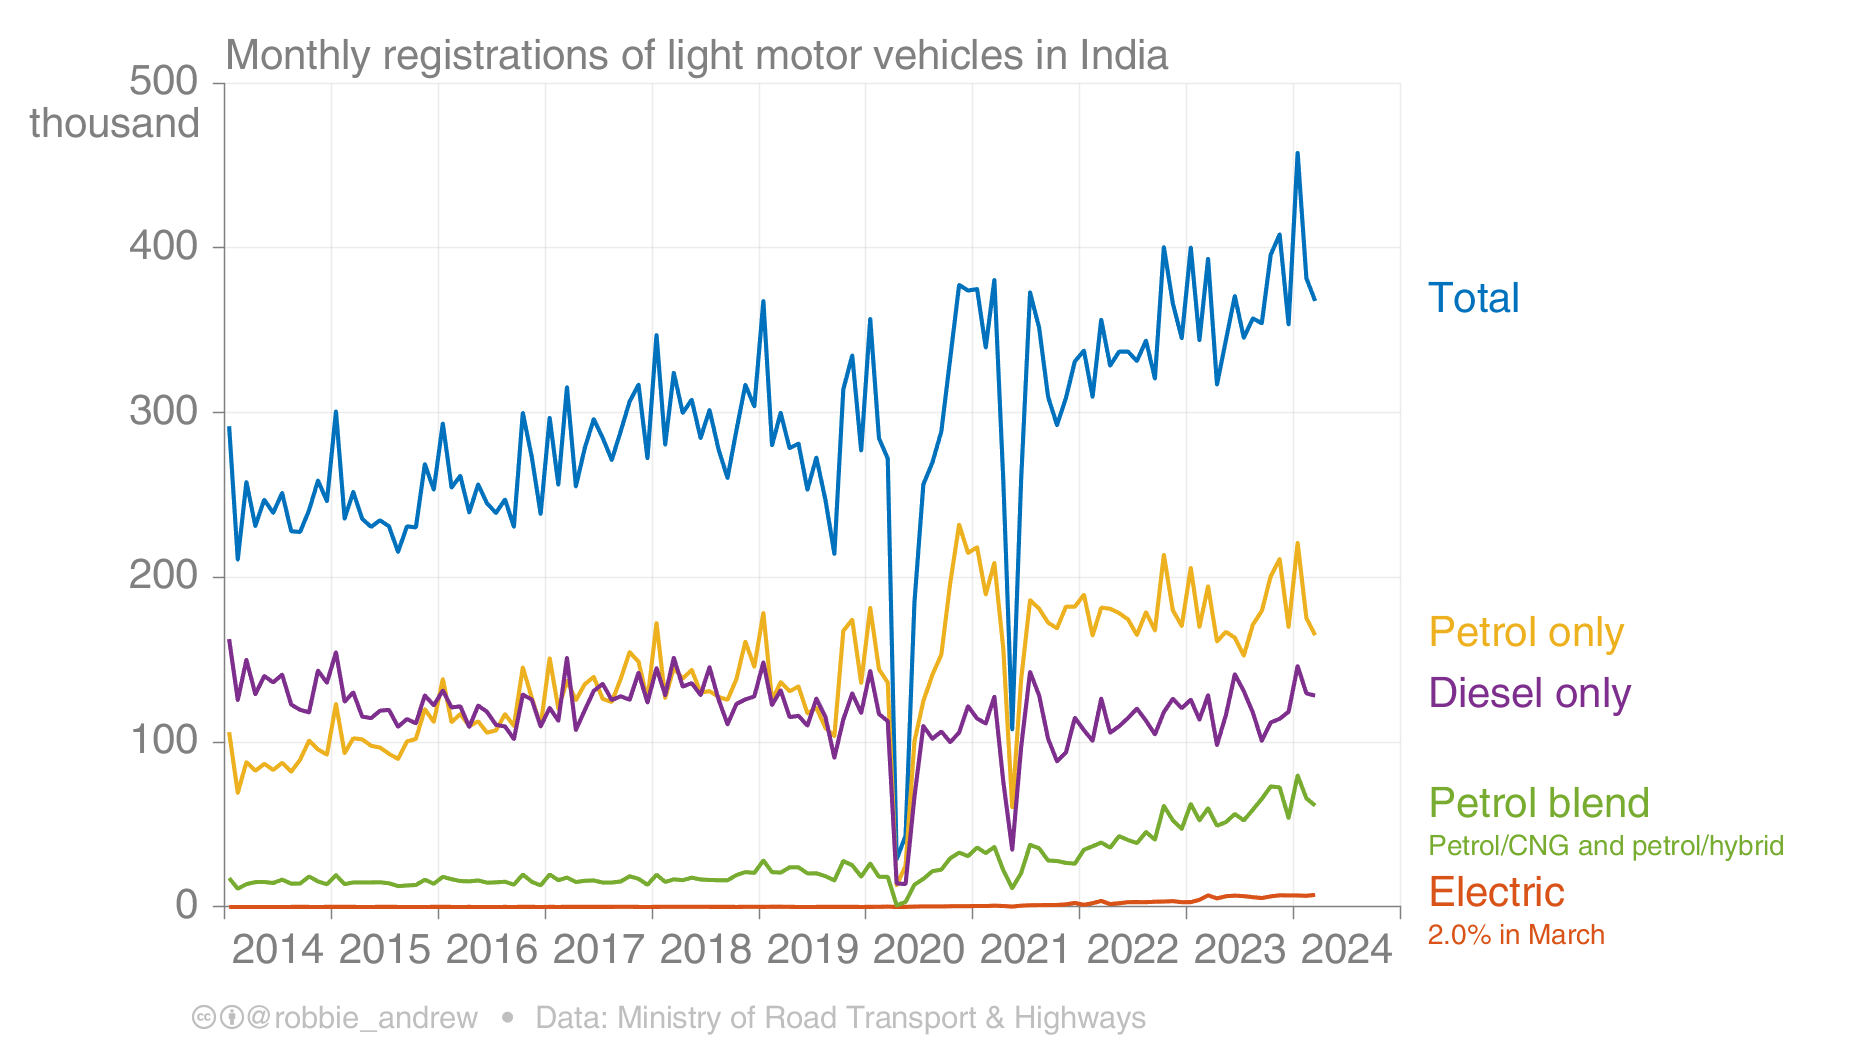 Monthly registrations of light motor vehicles in India
500
thousand
400
300
200
100
0
2014 2015 2016 2017 2018 2019 2020 2021 2022 2023 2024
Total
Petrol only
Diesel only
Petrol blend
Petrol/CNG and petrol/hybrid
Electric
2.0% in March
cc @robbie_andrew • Data: Ministry of Road Transport & Highways